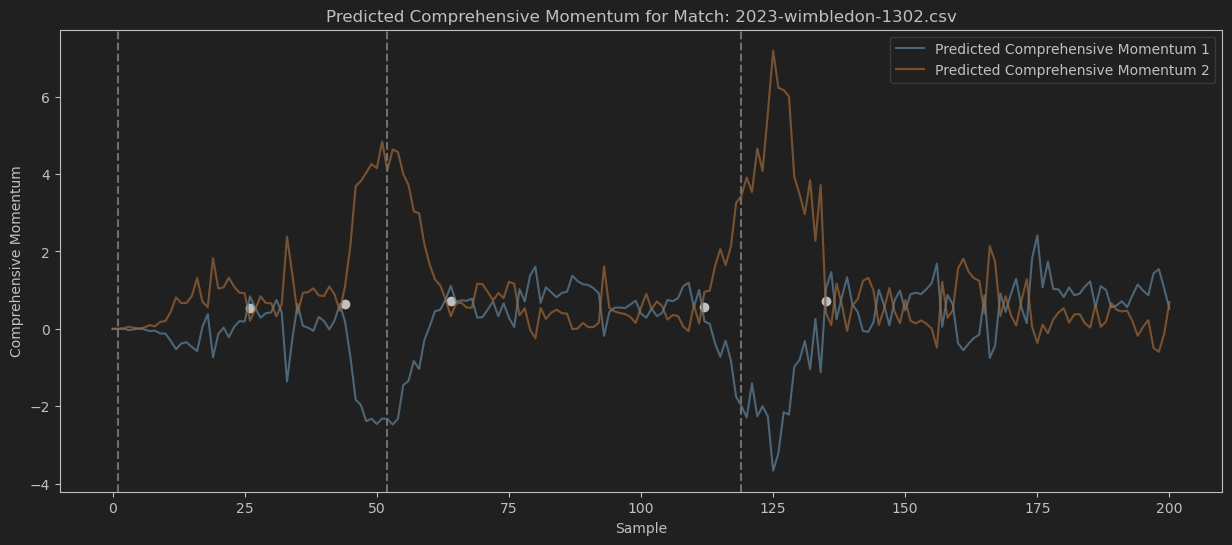 Predicted Comprehensive Momentum for Match: 2023-wimbledon-1302.csv
Predicted Comprehensive Momentum 1
Predicted Comprehensive Momentum 2
Comprehensive Momentum
6
4
2
0
−2
−4
0 25 50 75 100 125 150 175 200
Sample